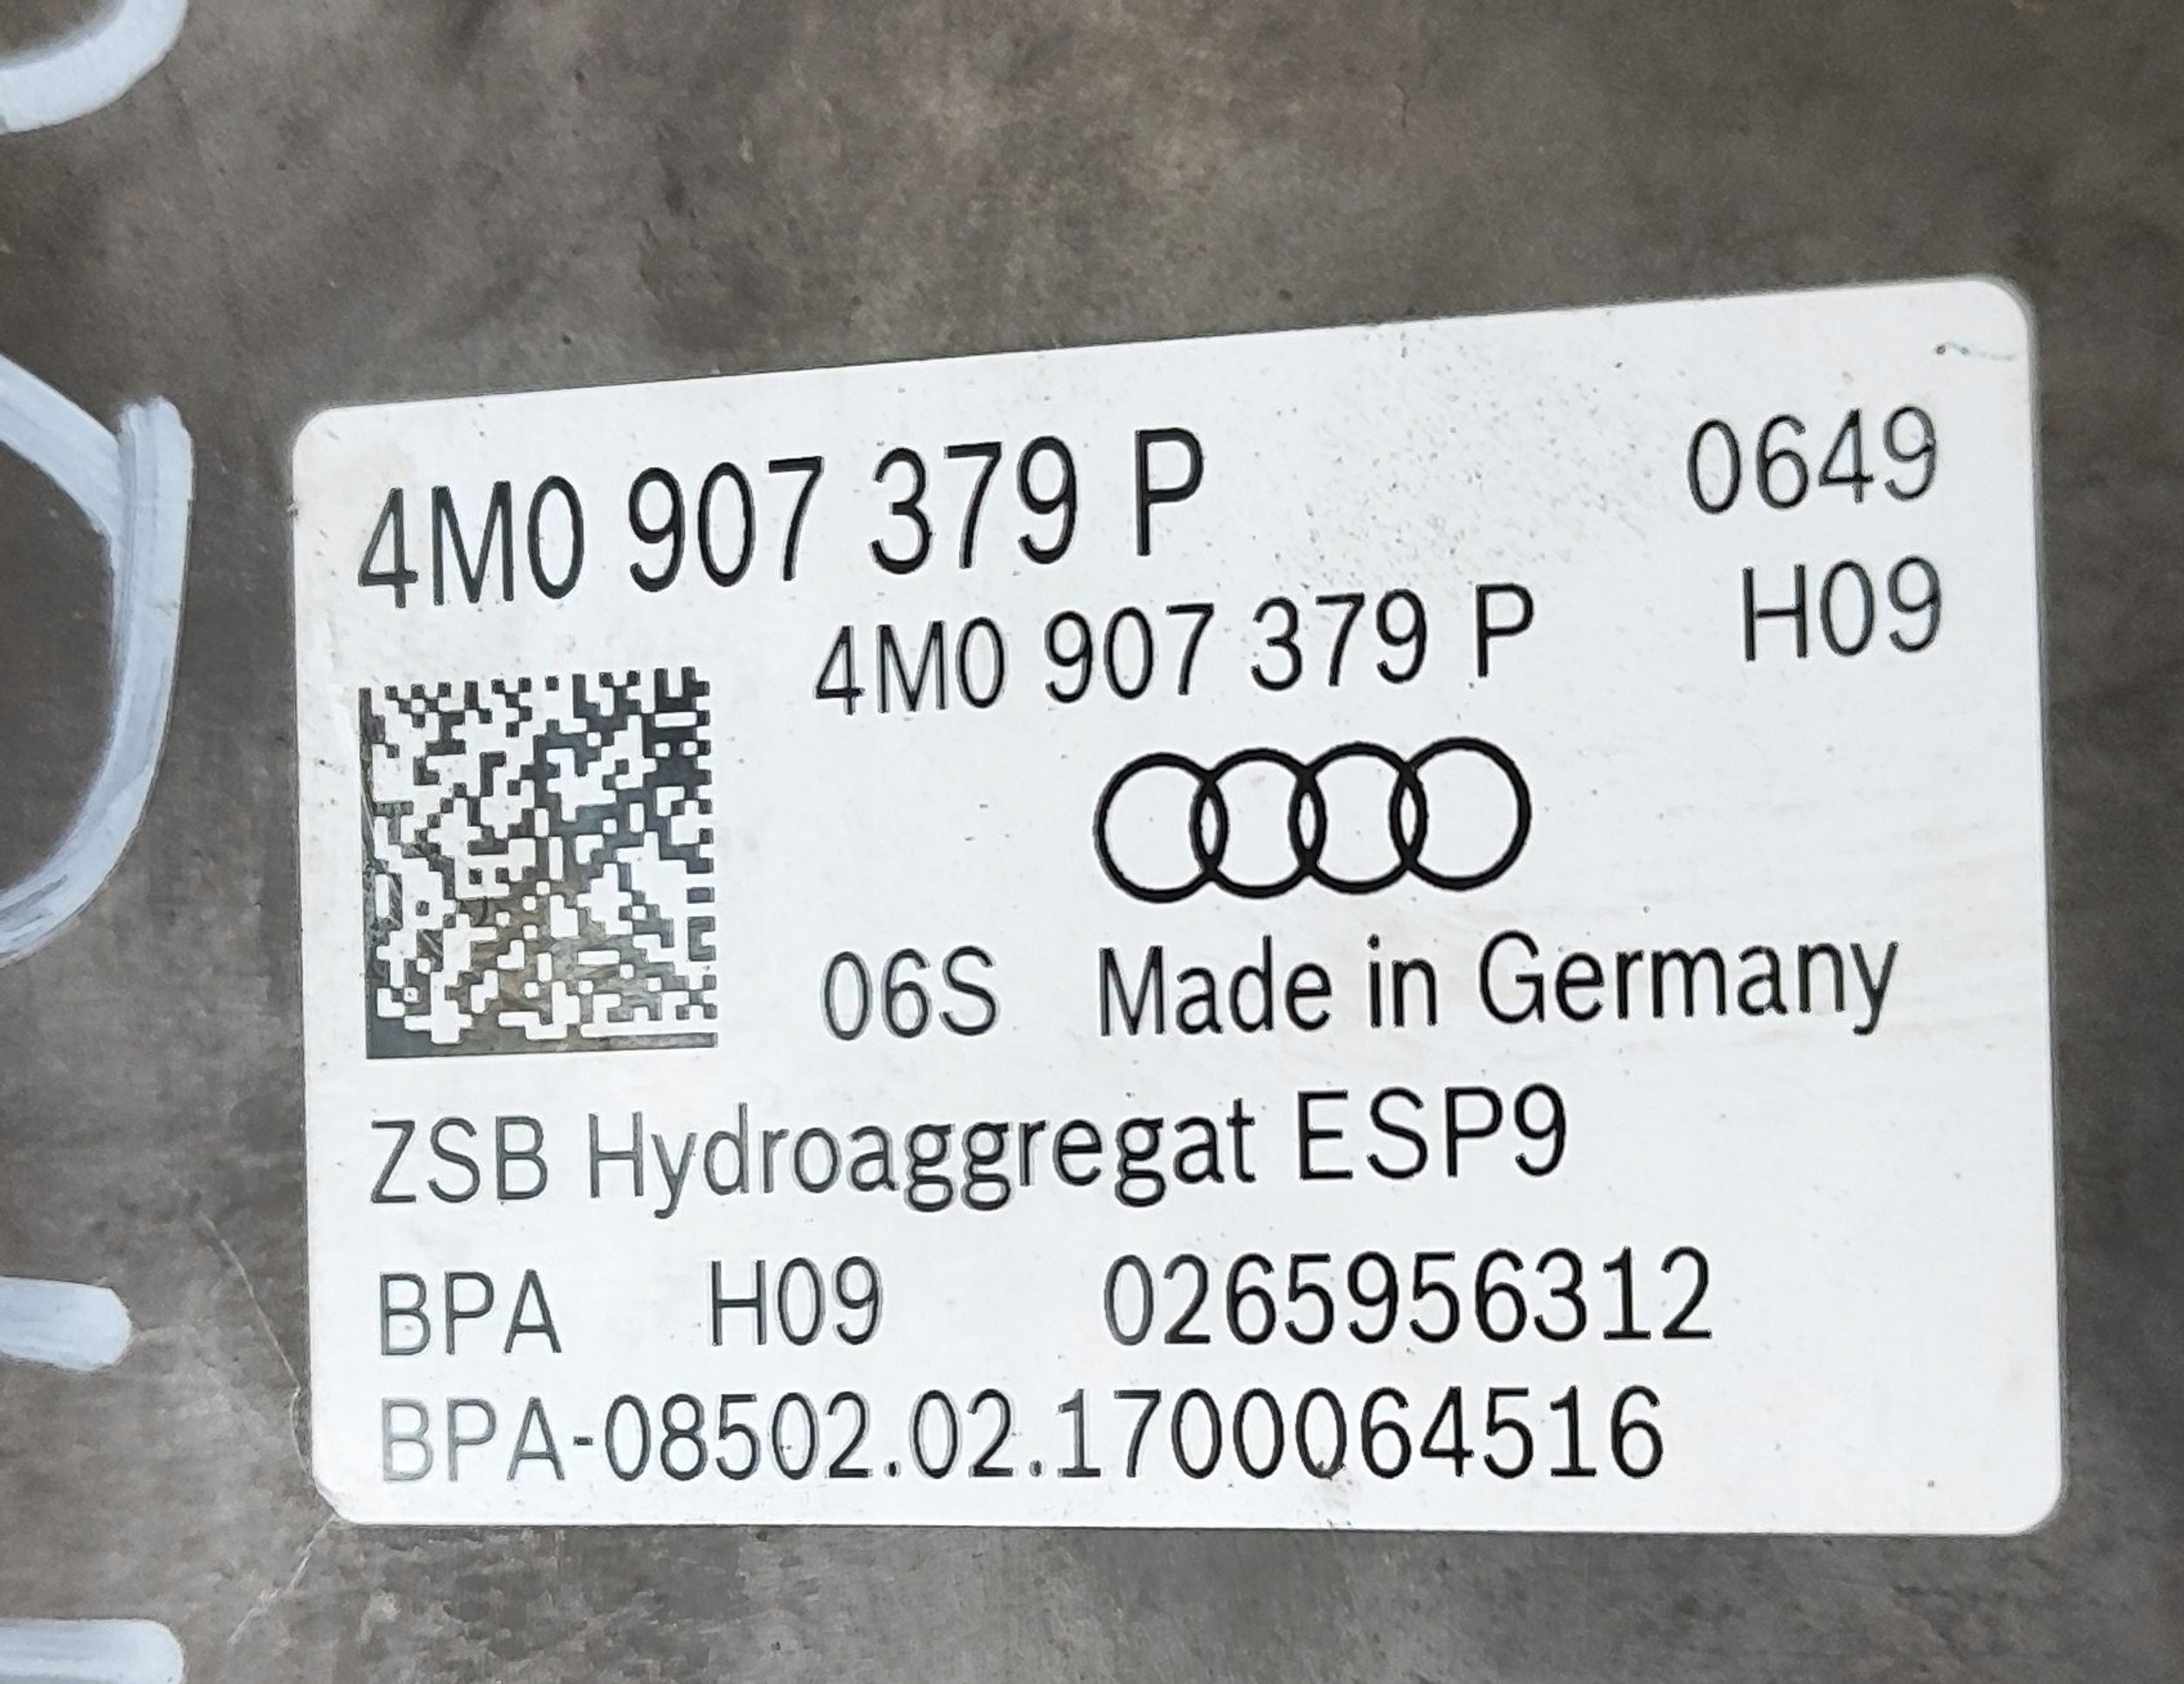 4M0 907 379 P 0649
4M0 907 379 P H09
06S Made in Germany
ZSB Hydroaggregat ESP9
BPA H09 0265956312
BPA-08502.02.1700064516